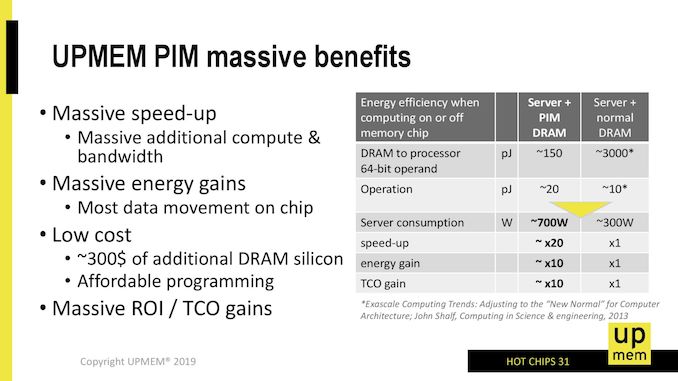 UPMEM PIM massive benefits
• Massive speed-up
• Massive additional compute &
bandwidth
• Massive energy gains
• Most data movement on chip
• Low cost
• ~300$ of additional DRAM silicon
• Affordable programming
• Massive ROI / TCO gains
Energy efficiency when
computing on or off
memory chip
Server +
PIM
DRAM
Server +
normal
DRAM
DRAM to processor
64-bit operand
pJ
~150
~3000*
Operation
pJ
~20
~10*
Server consumption
W
~700W
~300W
speed-up
~ x20
x1
energy gain
~ x10
x1
TCO gain
~ x10
x1
*Exascale Computing Trends: Adjusting to the "New Normal" for Computer
Architecture; John Shalf, Computing in Science & engineering, 2013
Copyright UPMEM® 2019
HOT CHIPS 31
up
mem